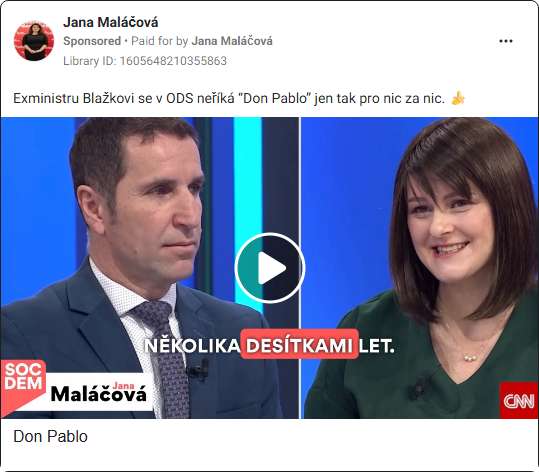 Jana Maláčová
Sponsored • Paid for by Jana Maláčová
Library ID: 1605648210355863
Exministru Blažkovi se v ODS neříká “Don Pablo” jen tak pro nic za nic. 👍
NĚKOLIKA DESÍTKAMI LET.
SOC
DEM
Jana
Maláčová
CNN
Don Pablo